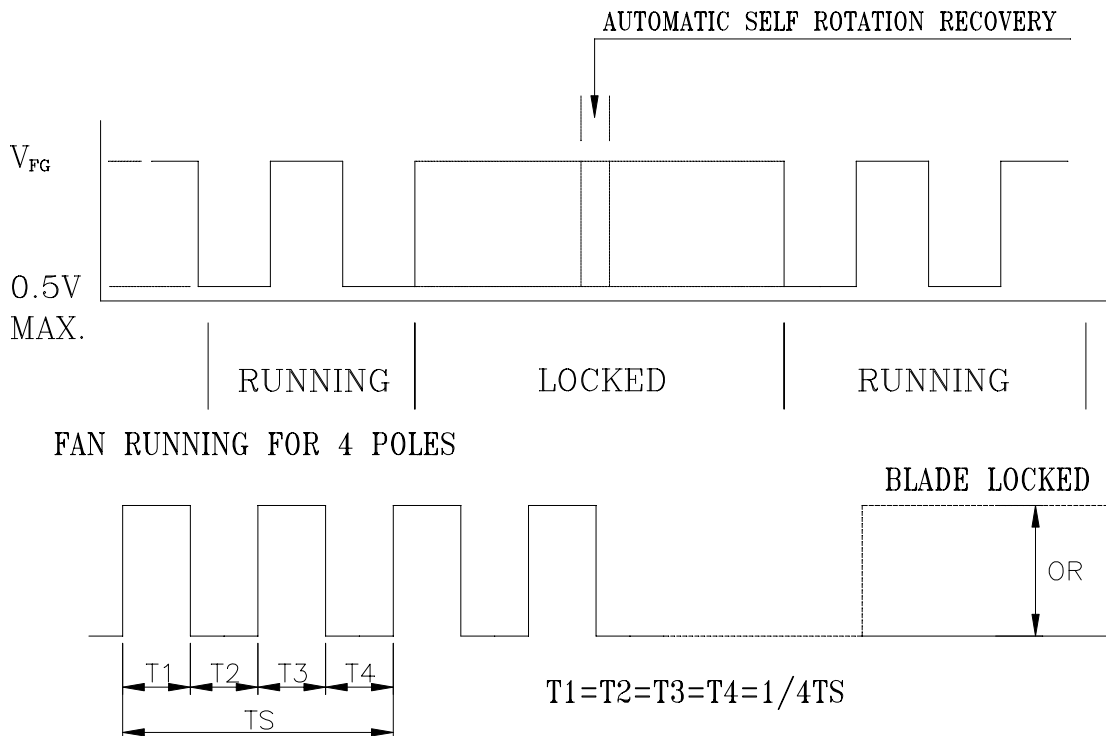 AUTOMATIC SELF ROTATION RECOVERY
VFG
0.5V
MAX.
RUNNING LOCKED RUNNING
FAN RUNNING FOR 4 POLES
BLADE LOCKED
OR
T1 T2 T3 T4
TS
T1=T2=T3=T4=1/4TS